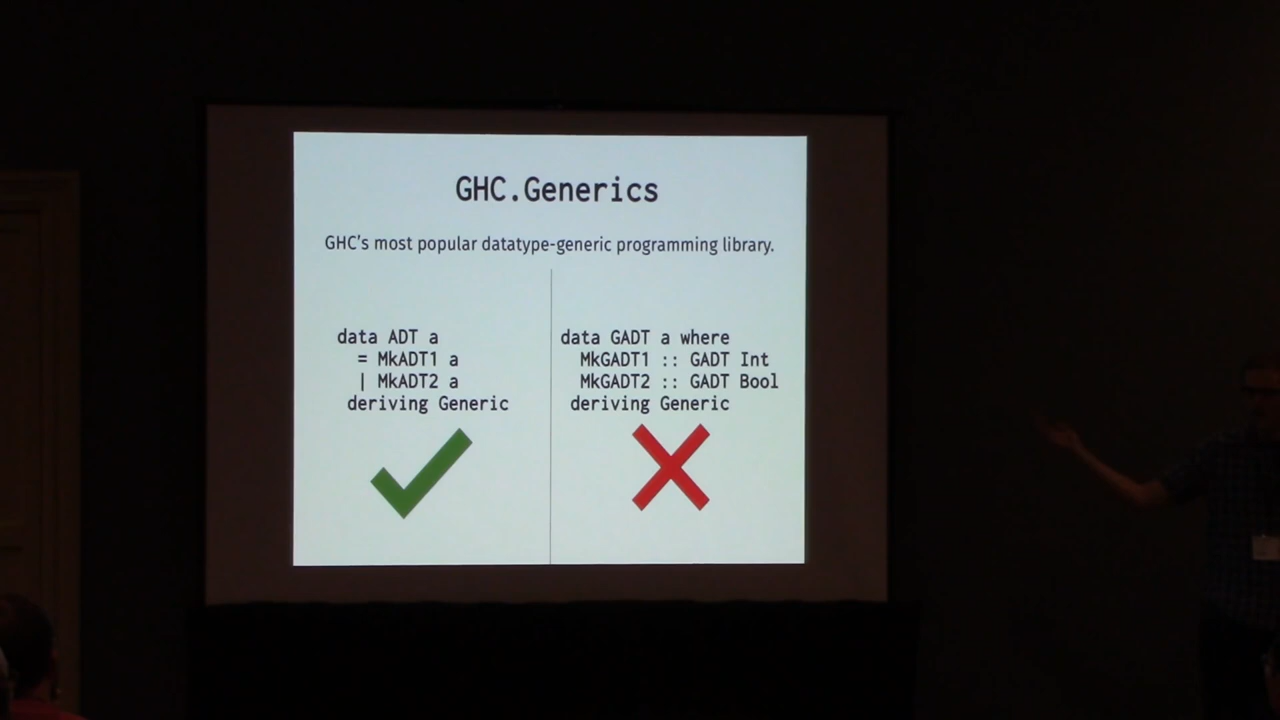 GHC.Generics
GHC's most popular datatype-generic programming library.
data ADT a
= MkADT1 a
| MkADT2 a
deriving Generic
data GADT a where
MkGADT1 :: GADT Int
MkGADT2 :: GADT Bool
deriving Generic